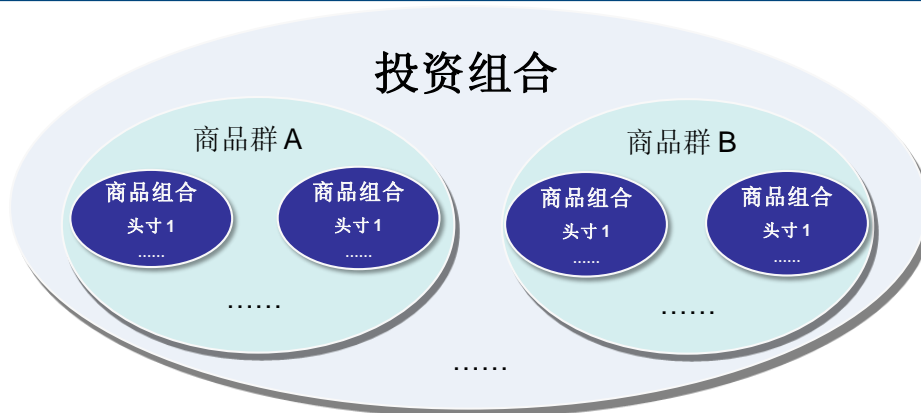 投资组合
商品群 A
商品群 B
商品组合
头寸 1
......
商品组合
头寸 1
......
商品组合
头寸 1
......
商品组合
头寸 1
......
......
......
......